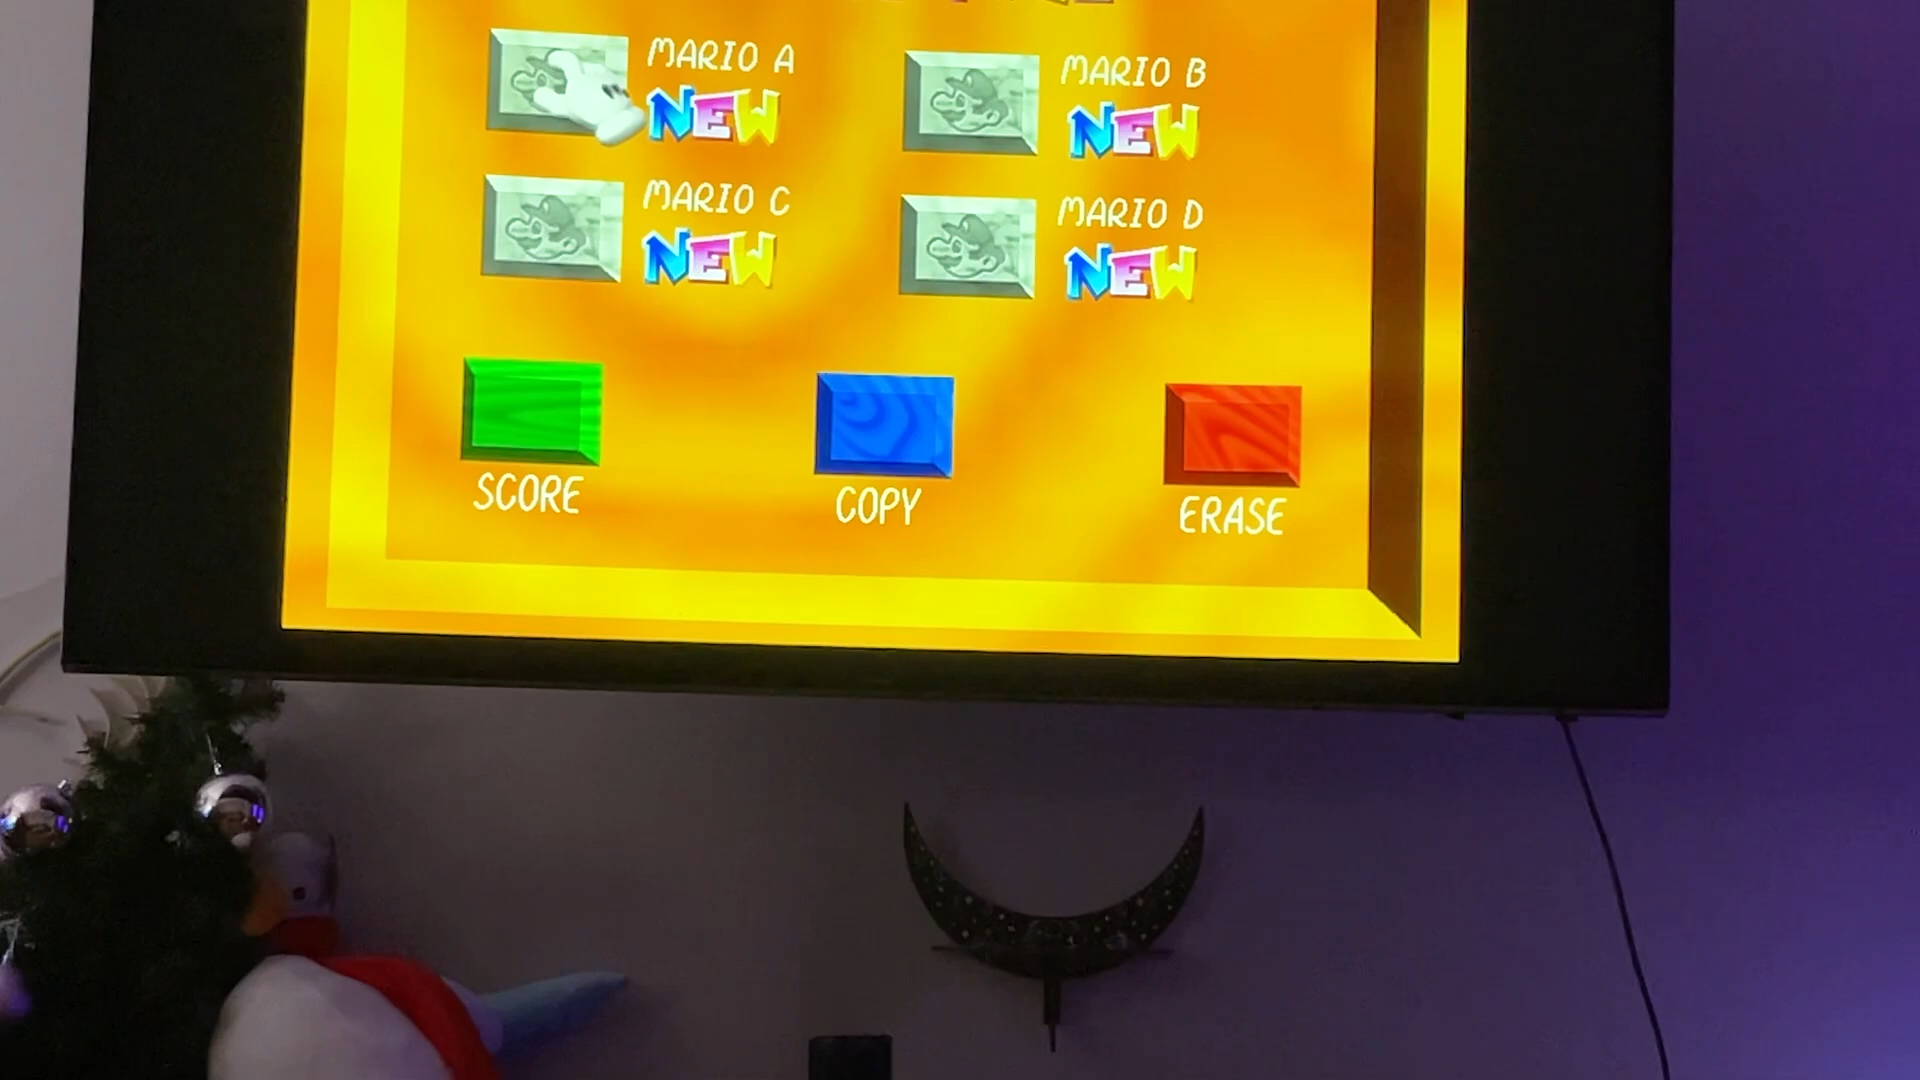 MARIO A
NEW
MARIO B
NEW
MARIO C
NEW
MARIO D
NEW
SCORE
COPY
ERASE